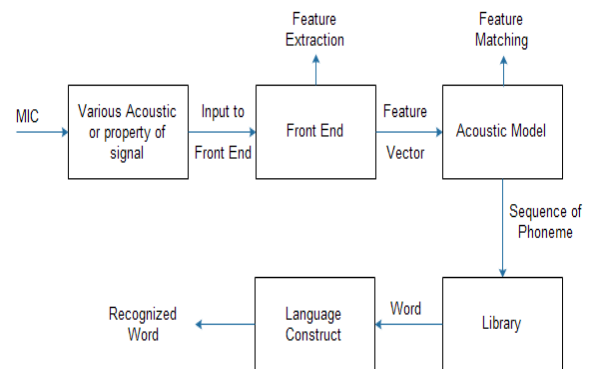 Feature
Extraction
Feature
Matching
MIC
Various Acoustic
or property of
signal
Input to
Front End
Front End
Feature
Vector
Acoustic Model
Sequence of
Phoneme
Recognized
Word
Language
Construct
Word
Library